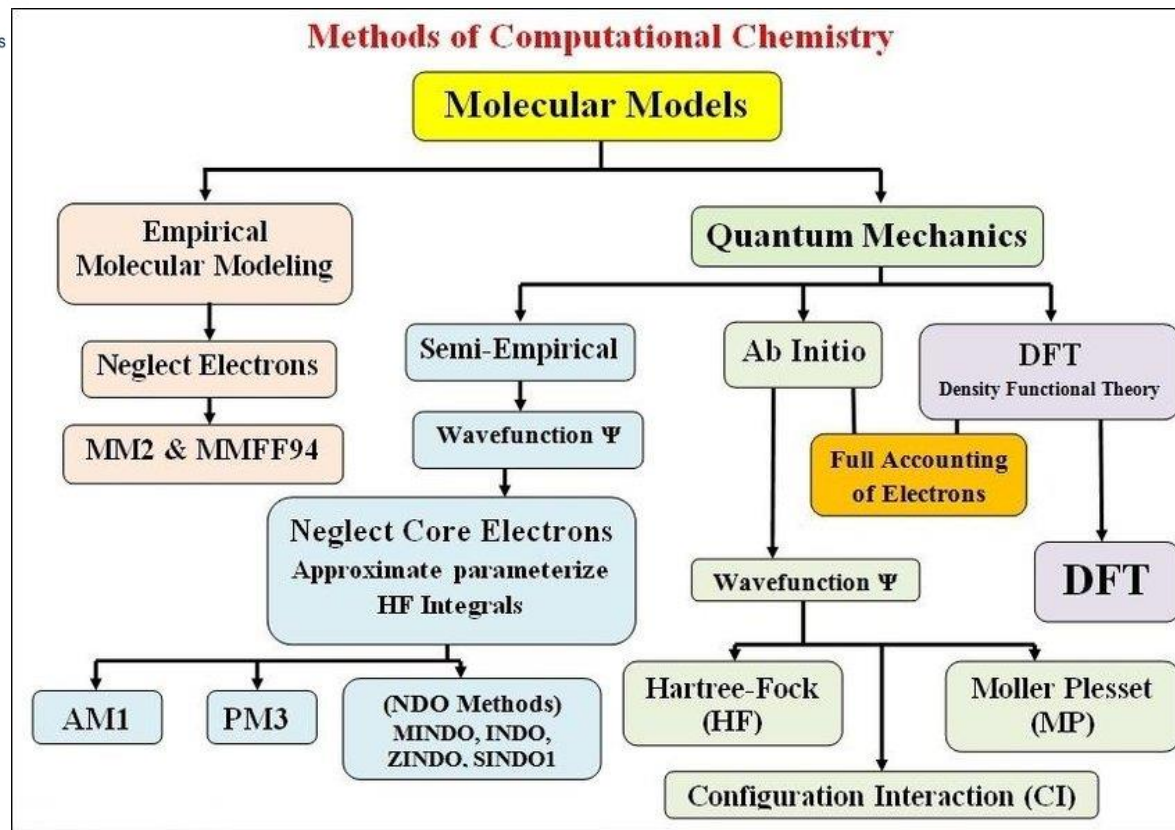 s
Methods of Computational Chemistry
Molecular Models
Empirical
Molecular Modeling
Quantum Mechanics
Neglect Electrons
MM2 & MMFF94
Semi-Empirical
Wavefunction Ψ
Neglect Core Electrons
Approximate parameterize
HF Integrals
AM1
PM3
(NDO Methods)
MINDO, INDO,
ZINDO, SINDO1
Ab Initio
DFT
Density Functional Theory
Full Accounting
of Electrons
Wavefunction Ψ
DFT
Hartree-Fock
(HF)
Moller Plesset
(MP)
Configuration Interaction (CI)